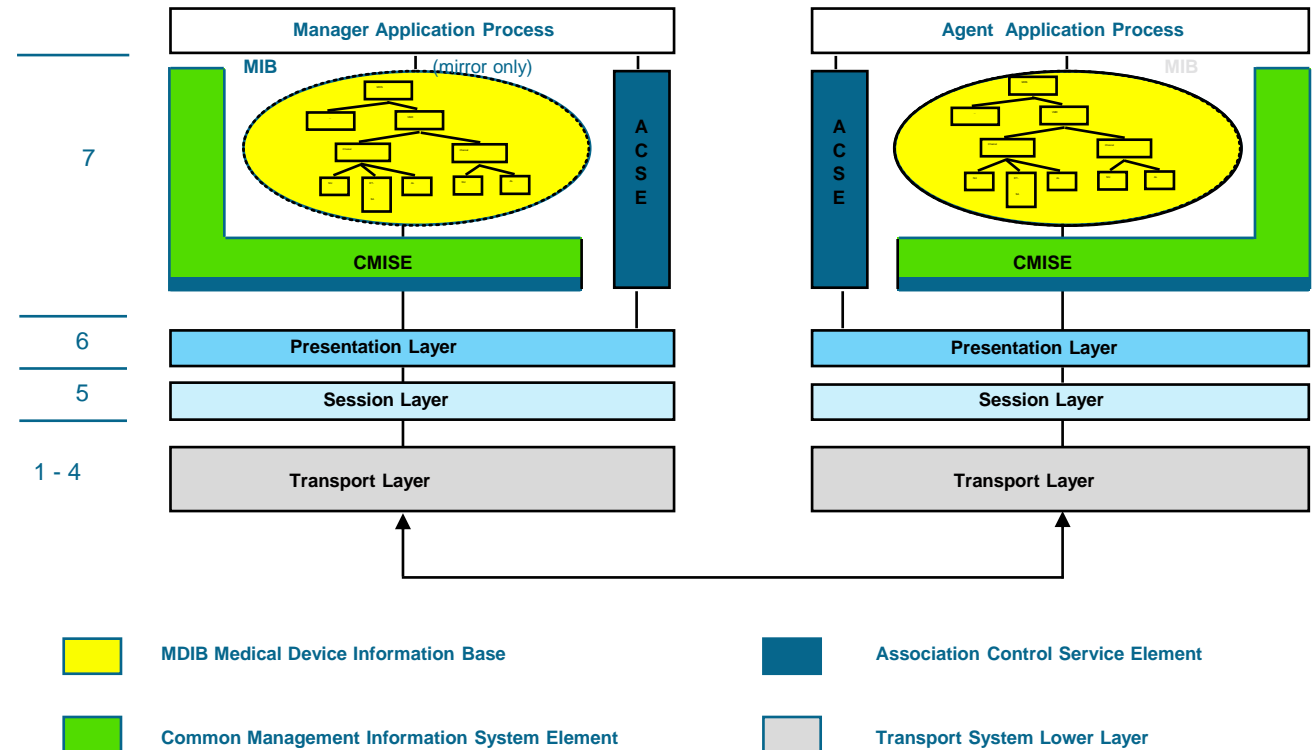 Manager Application Process
Agent Application Process
MIB
(mirror only)
MIB
7
A
C
S
E
A
C
S
E
CMISE
CMISE
6
Presentation Layer
Presentation Layer
5
Session Layer
Session Layer
1 - 4
Transport Layer
Transport Layer
MDIB Medical Device Information Base
Association Control Service Element
Common Management Information System Element
Transport System Lower Layer